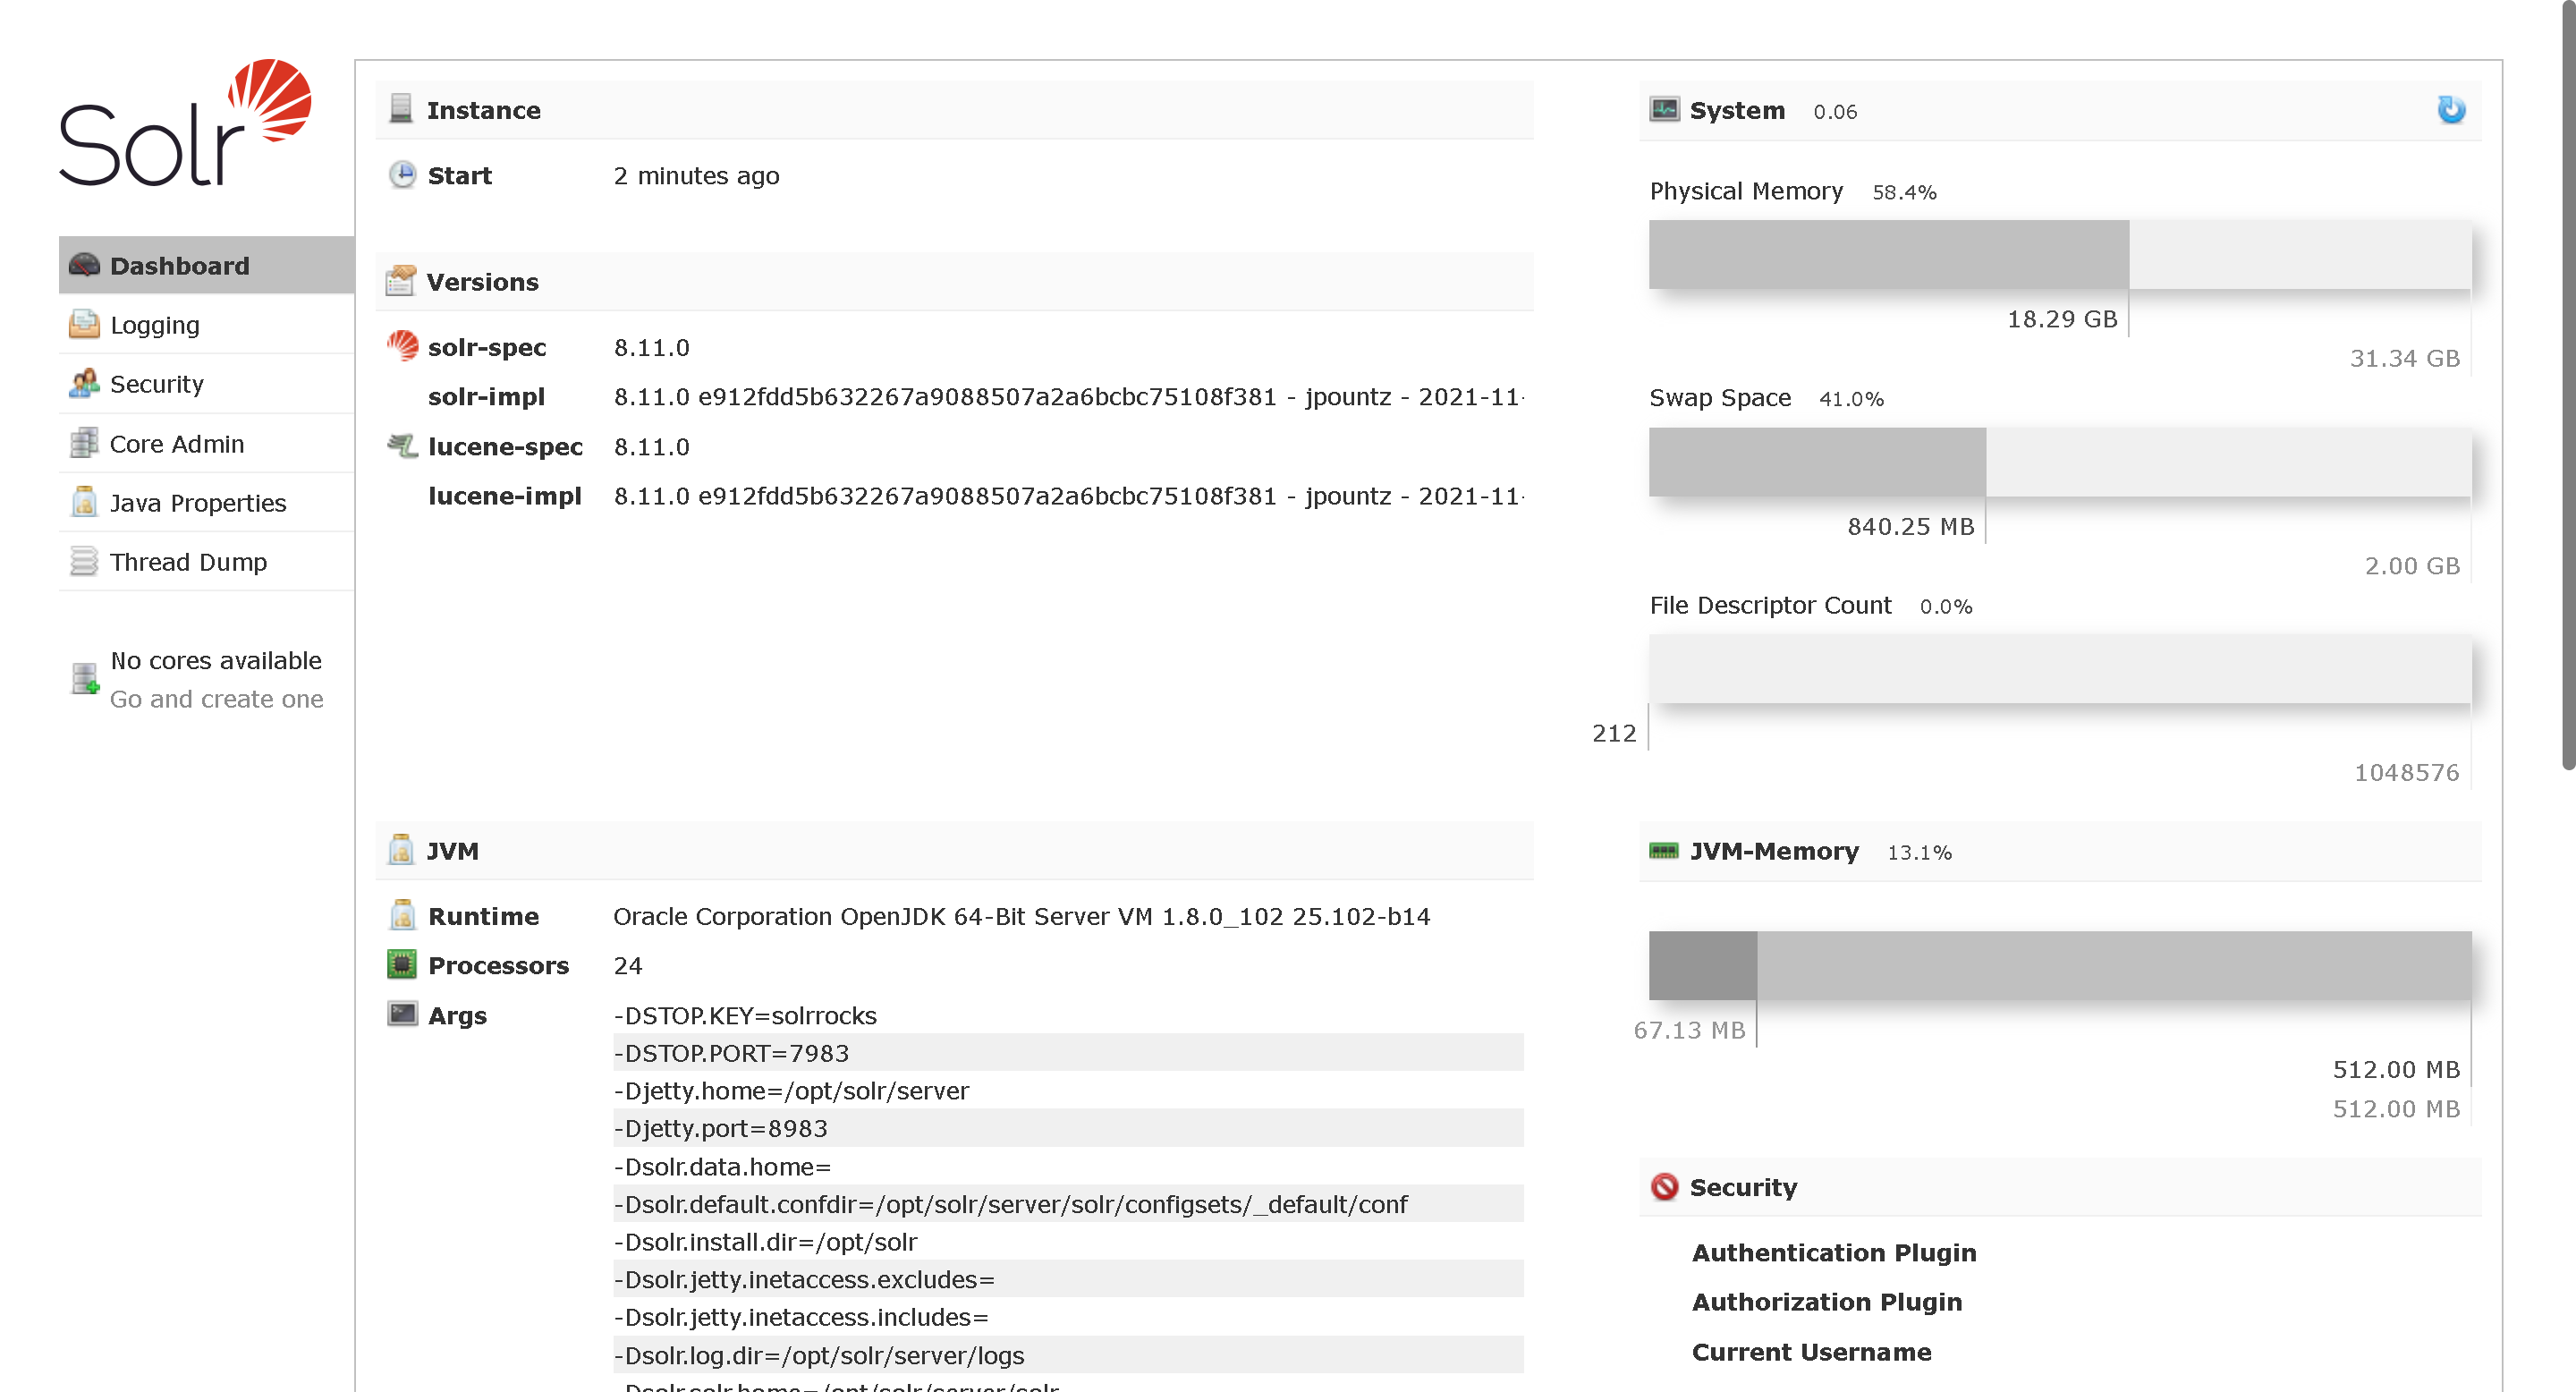 Solr
Dashboard
Logging
Security
Core Admin
Java Properties
Thread Dump
No cores available
Go and create one
Instance
Start 2 minutes ago
Versions
solr-spec 8.11.0
solr-impl 8.11.0 e912fdd5b632267a9088507a2a6bcbc75108f381 - jpountz - 2021-11-
lucene-spec 8.11.0
lucene-impl 8.11.0 e912fdd5b632267a9088507a2a6bcbc75108f381 - jpountz - 2021-11-
JVM
Runtime Oracle Corporation OpenJDK 64-Bit Server VM 1.8.0_102 25.102-b14
Processors 24
Args -DSTOP.KEY=solrrocks
-DSTOP.PORT=7983
-Djetty.home=/opt/solr/server
-Djetty.port=8983
-Dsolr.data.home=
-Dsolr.default.confdir=/opt/solr/server/solr/configsets/_default/conf
-Dsolr.install.dir=/opt/solr
-Dsolr.jetty.inetaccess.excludes=
-Dsolr.jetty.inetaccess.includes=
-Dsolr.log.dir=/opt/solr/server/logs
-Dsolr.solr.home=/opt/solr/server/solr
System 0.06
Physical Memory 58.4%
18.29 GB
31.34 GB
Swap Space 41.0%
840.25 MB
2.00 GB
File Descriptor Count 0.0%
212
1048576
JVM-Memory 13.1%
67.13 MB
512.00 MB
512.00 MB
Security
Authentication Plugin
Authorization Plugin
Current Username